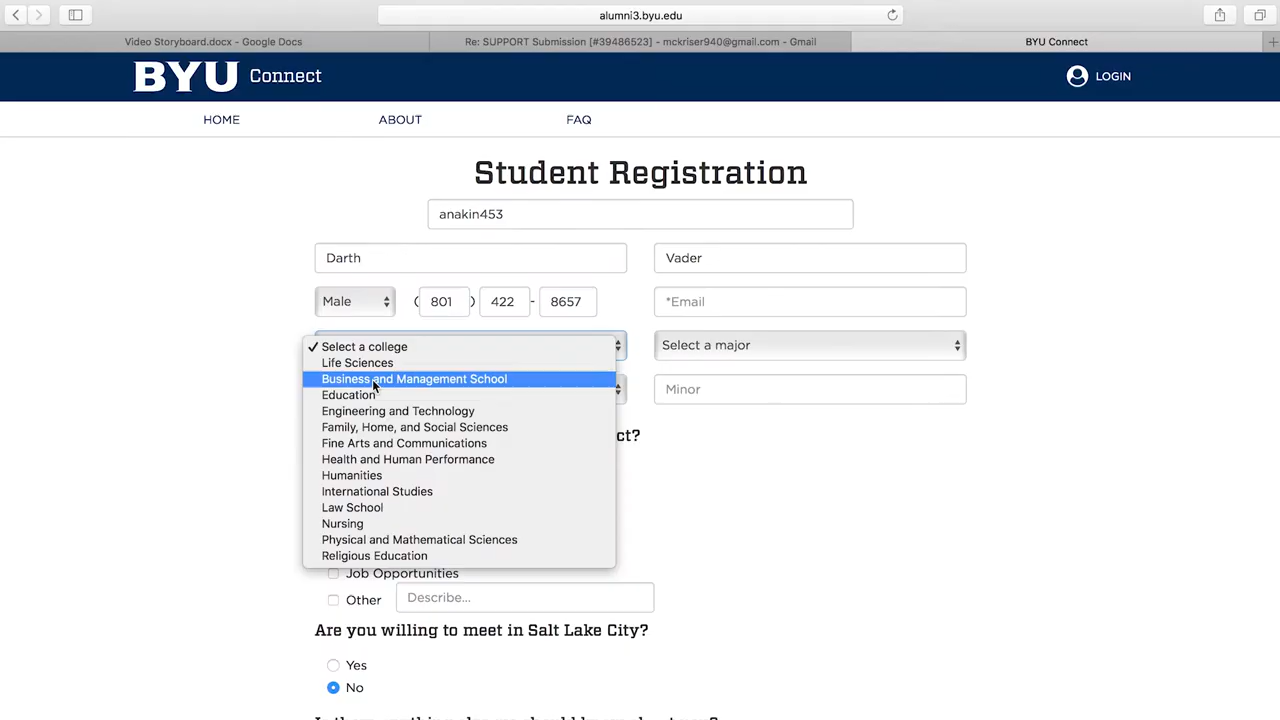 alumni3.byu.edu
Video Storyboard.docx - Google Docs
Re: SUPPORT Submission [#39486523] - mckriser940@gmail.com - Gmail
BYU Connect
BYU Connect
LOGIN
HOME
ABOUT
FAQ
Student Registration
anakin453
Darth
Vader
Male
( 801 ) 422 - 8657
*Email
✓ Select a college
Select a major
Life Sciences
Business and Management School
Education
Minor
Engineering and Technology
Family, Home, and Social Sciences
ct?
Fine Arts and Communications
Health and Human Performance
Humanities
International Studies
Law School
Nursing
Physical and Mathematical Sciences
Religious Education
Job Opportunities
Other
Describe...
Are you willing to meet in Salt Lake City?
Yes
No